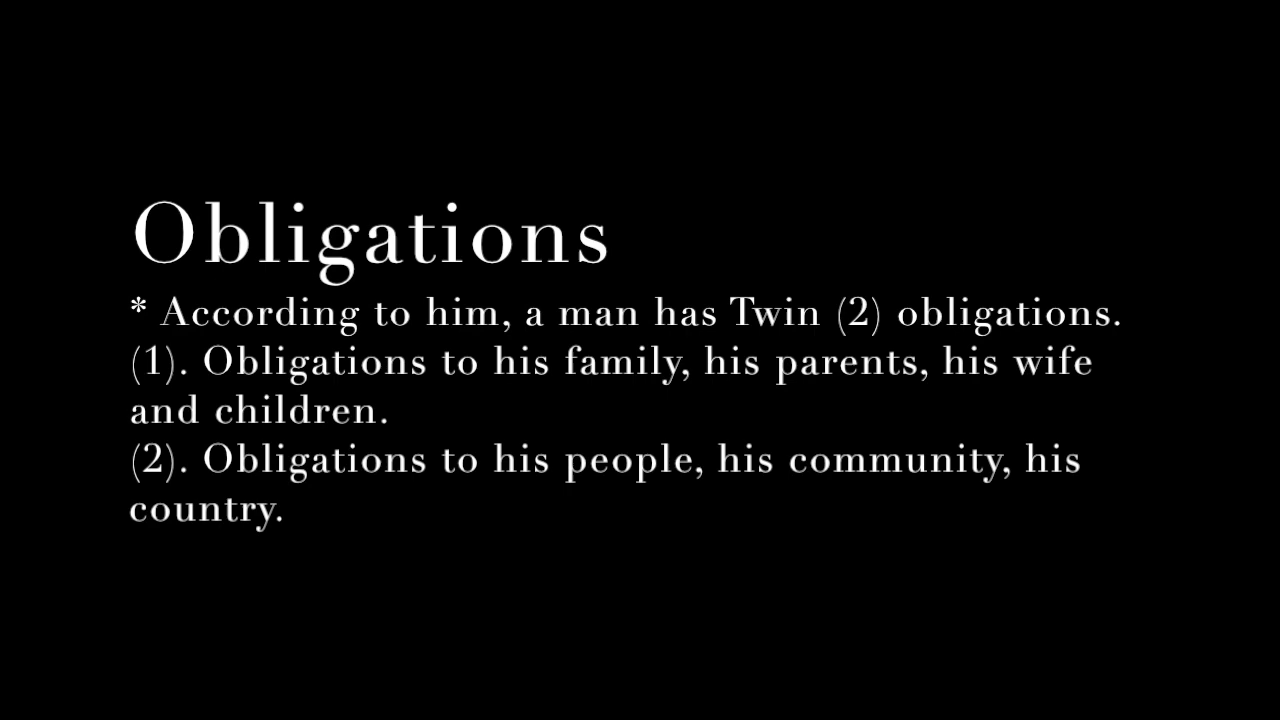 Obligations
* According to him, a man has Twin (2) obligations.
(1). Obligations to his family, his parents, his wife
and children.
(2). Obligations to his people, his community, his
country.